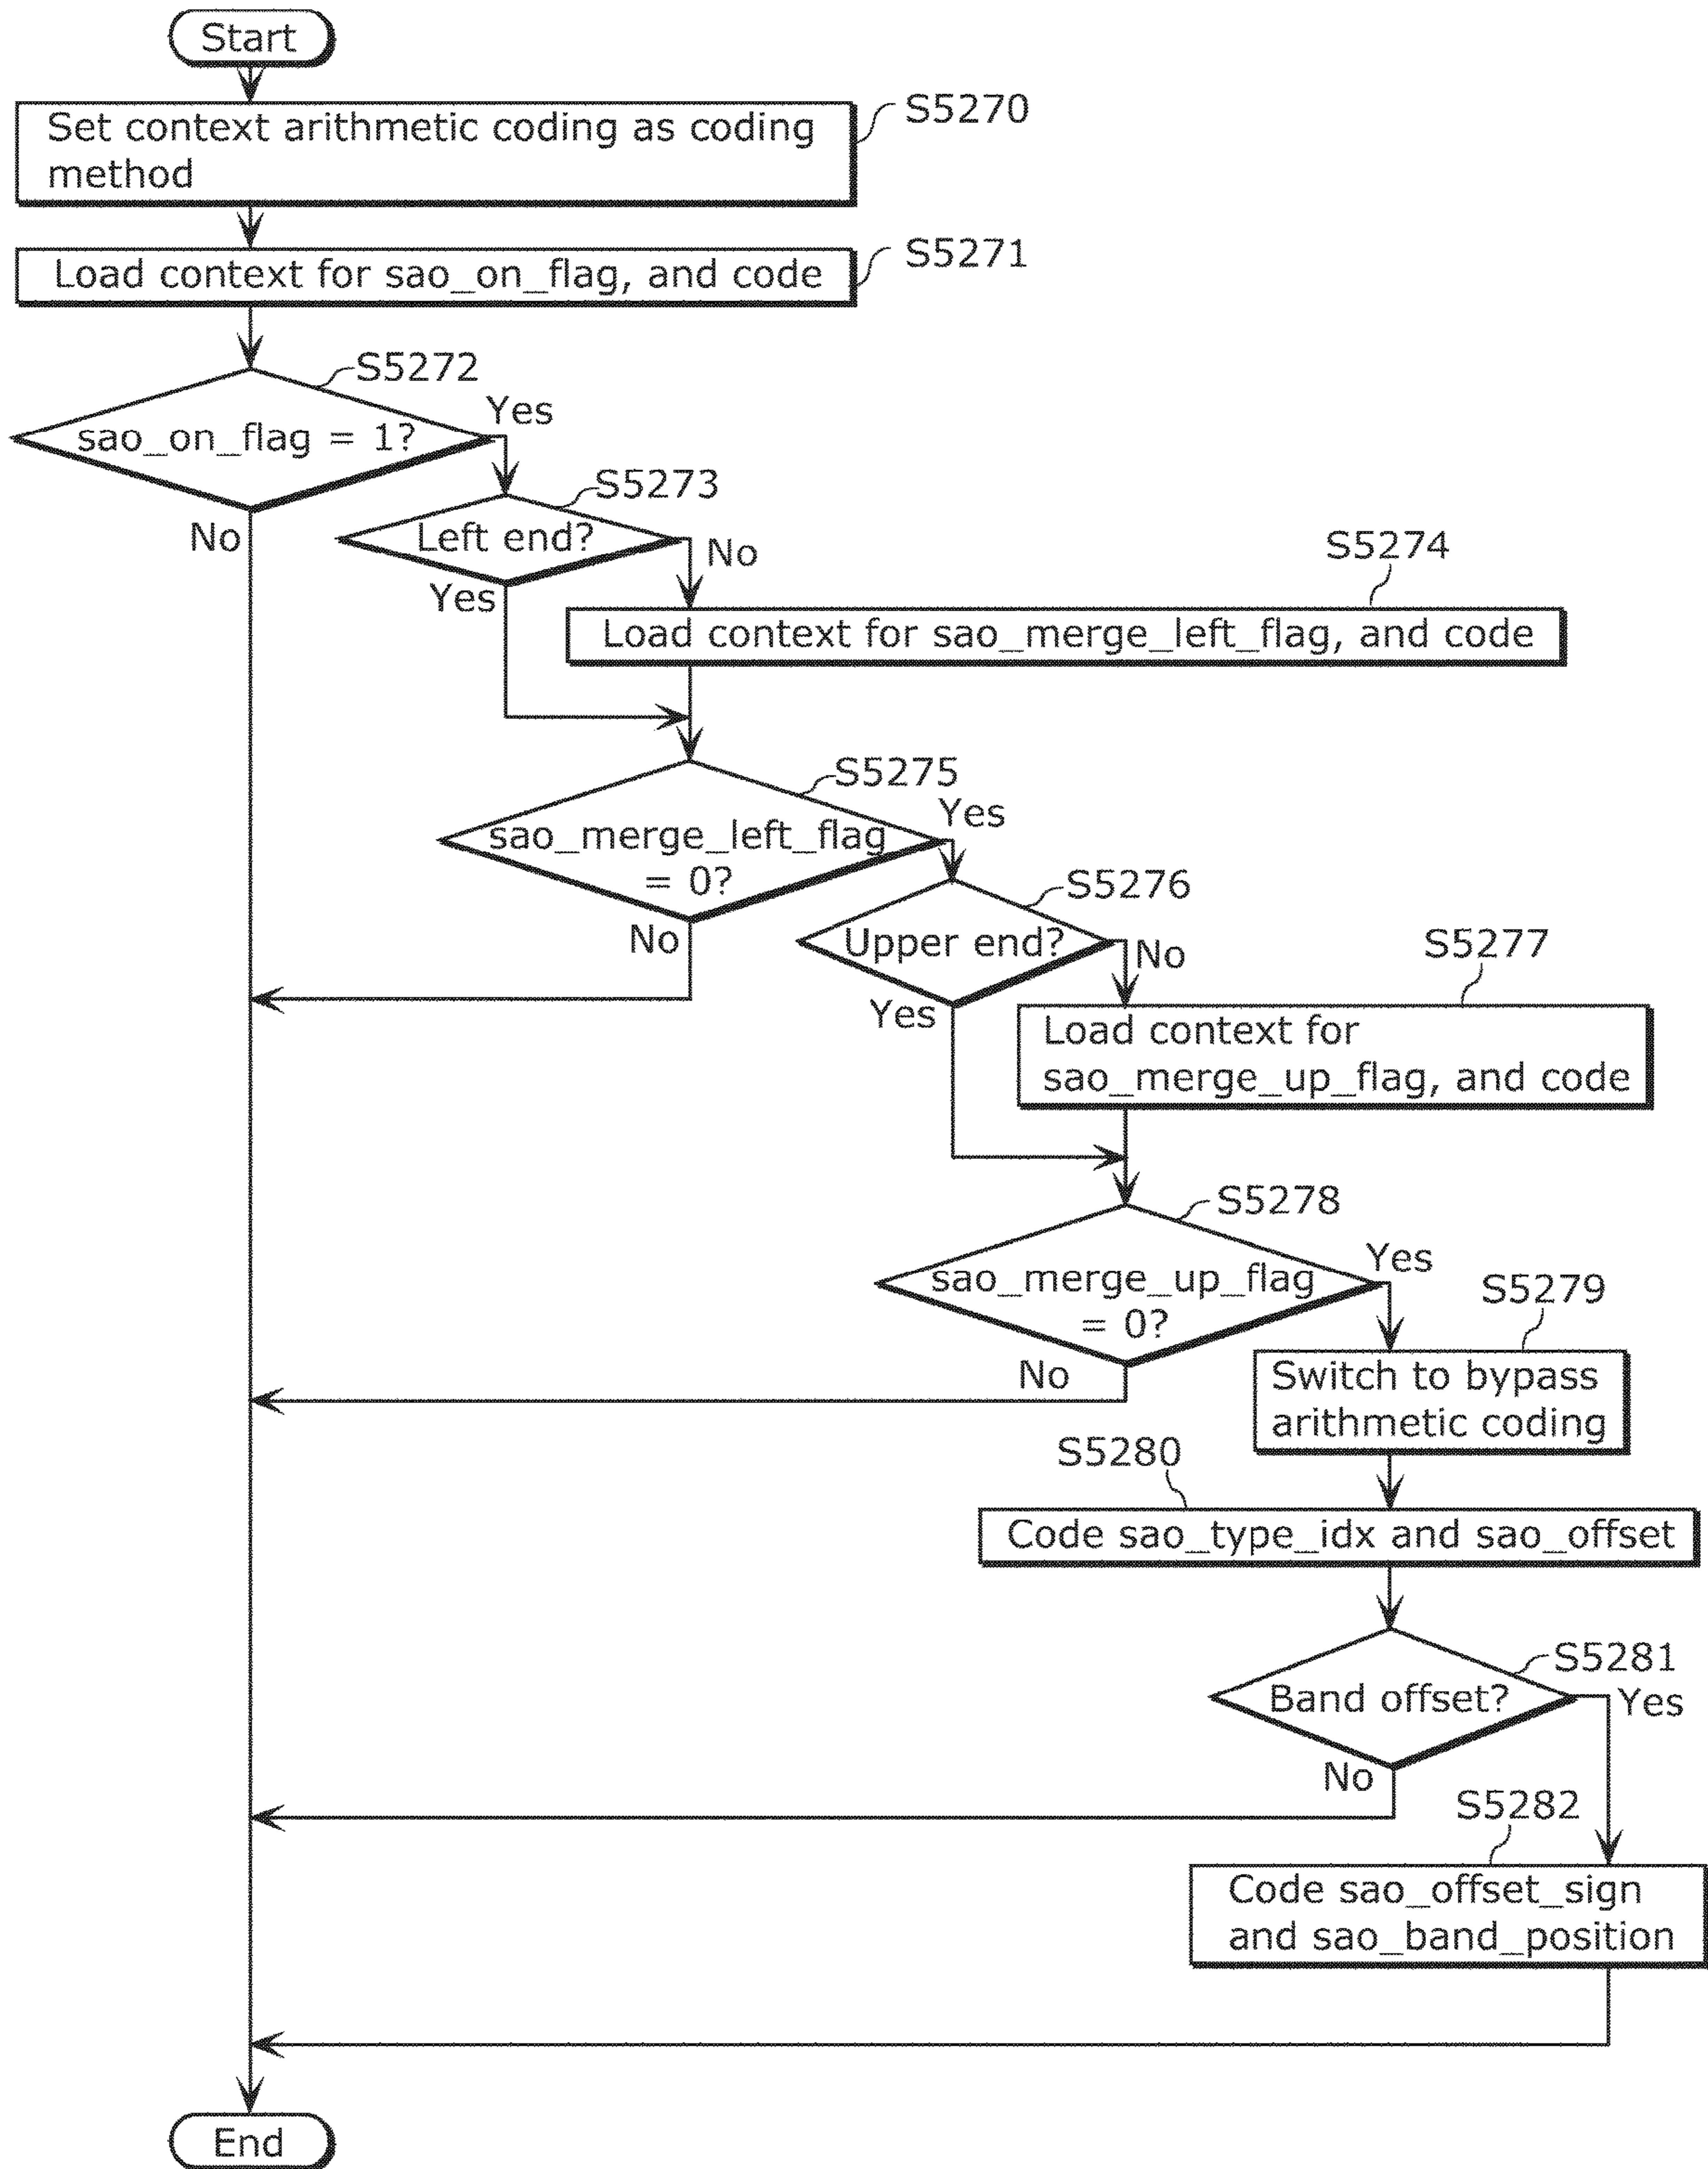 Start
S5270
Set context arithmetic coding as coding
method
S5271
Load context for sao_on_flag, and code
S5272
sao_on_flag = 1?
Yes
No
S5273
Left end?
No
Yes
S5274
Load context for sao_merge_left_flag, and code
S5275
sao_merge_left_flag
= 0?
Yes
No
S5276
Upper end?
No
Yes
S5277
Load context for
sao_merge_up_flag, and code
S5278
sao_merge_up_flag
= 0?
Yes
No
S5279
Switch to bypass
arithmetic coding
S5280
Code sao_type_idx and sao_offset
S5281
Band offset?
Yes
No
S5282
Code sao_offset_sign
and sao_band_position
End